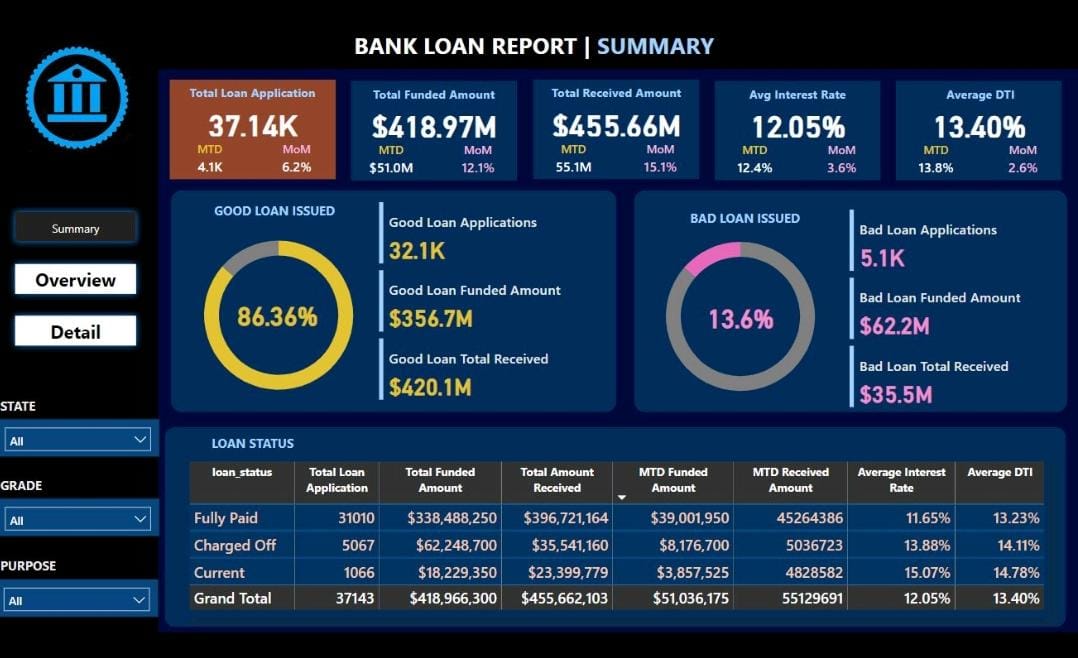 BANK LOAN REPORT | SUMMARY
Total Loan Application
37.14K
MTD MoM
4.1K 6.2%
Total Funded Amount
$418.97M
MTD MoM
$51.0M 12.1%
Total Received Amount
$455.66M
MTD MoM
55.1M 15.1%
Avg Interest Rate
12.05%
MTD MoM
12.4% 3.6%
Average DTI
13.40%
MTD MoM
13.8% 2.6%
Summary
Overview
Detail
STATE
All
GRADE
All
PURPOSE
All
GOOD LOAN ISSUED
86.36%
Good Loan Applications
32.1K
Good Loan Funded Amount
$356.7M
Good Loan Total Received
$420.1M
BAD LOAN ISSUED
13.6%
Bad Loan Applications
5.1K
Bad Loan Funded Amount
$62.2M
Bad Loan Total Received
$35.5M
LOAN STATUS
loan_status Total Loan Application Total Funded Amount Total Amount Received MTD Funded Amount MTD Received Amount Average Interest Rate Average DTI
Fully Paid 31010 $338,488,250 $396,721,164 $39,001,950 45264386 11.65% 13.23%
Charged Off 5067 $62,248,700 $35,541,160 $8,176,700 5036723 13.88% 14.11%
Current 1066 $18,229,350 $23,399,779 $3,857,525 4828582 15.07% 14.78%
Grand Total 37143 $418,966,300 $455,662,103 $51,036,175 55129691 12.05% 13.40%